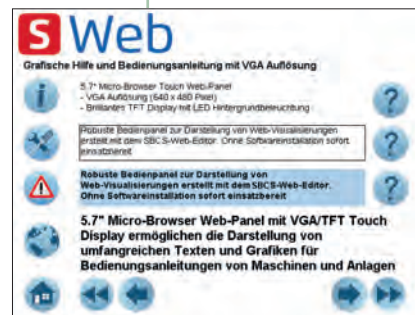 S Web
Grafische Hilfe und Bedienungsanleitung mit VGA Auflösung
5.7" Micro-Browser Touch Web-Panel
- VGA Auflösung (640 x 480 Pixel)
- Brillantes TFT Display mit LED Hintergrundbeleuchtung
Robuste Bedienpanel zur Darstellung von Web-Visualisierungen
erstellt mit dem SBCS-Web-Editor. Ohne Softwareinstallation sofort
einsatzbereit
Robuste Bedienpanel zur Darstellung von
Web-Visualisierungen erstellt mit dem SBCS-Web-Editor.
Ohne Softwareinstallation sofort einsatzbereit
5.7" Micro-Browser Web-Panel mit VGA/TFT Touch
Display ermöglichen die Darstellung von
umfangreichen Texten und Grafiken für
Bedienungsanleitungen von Maschinen und Anlagen